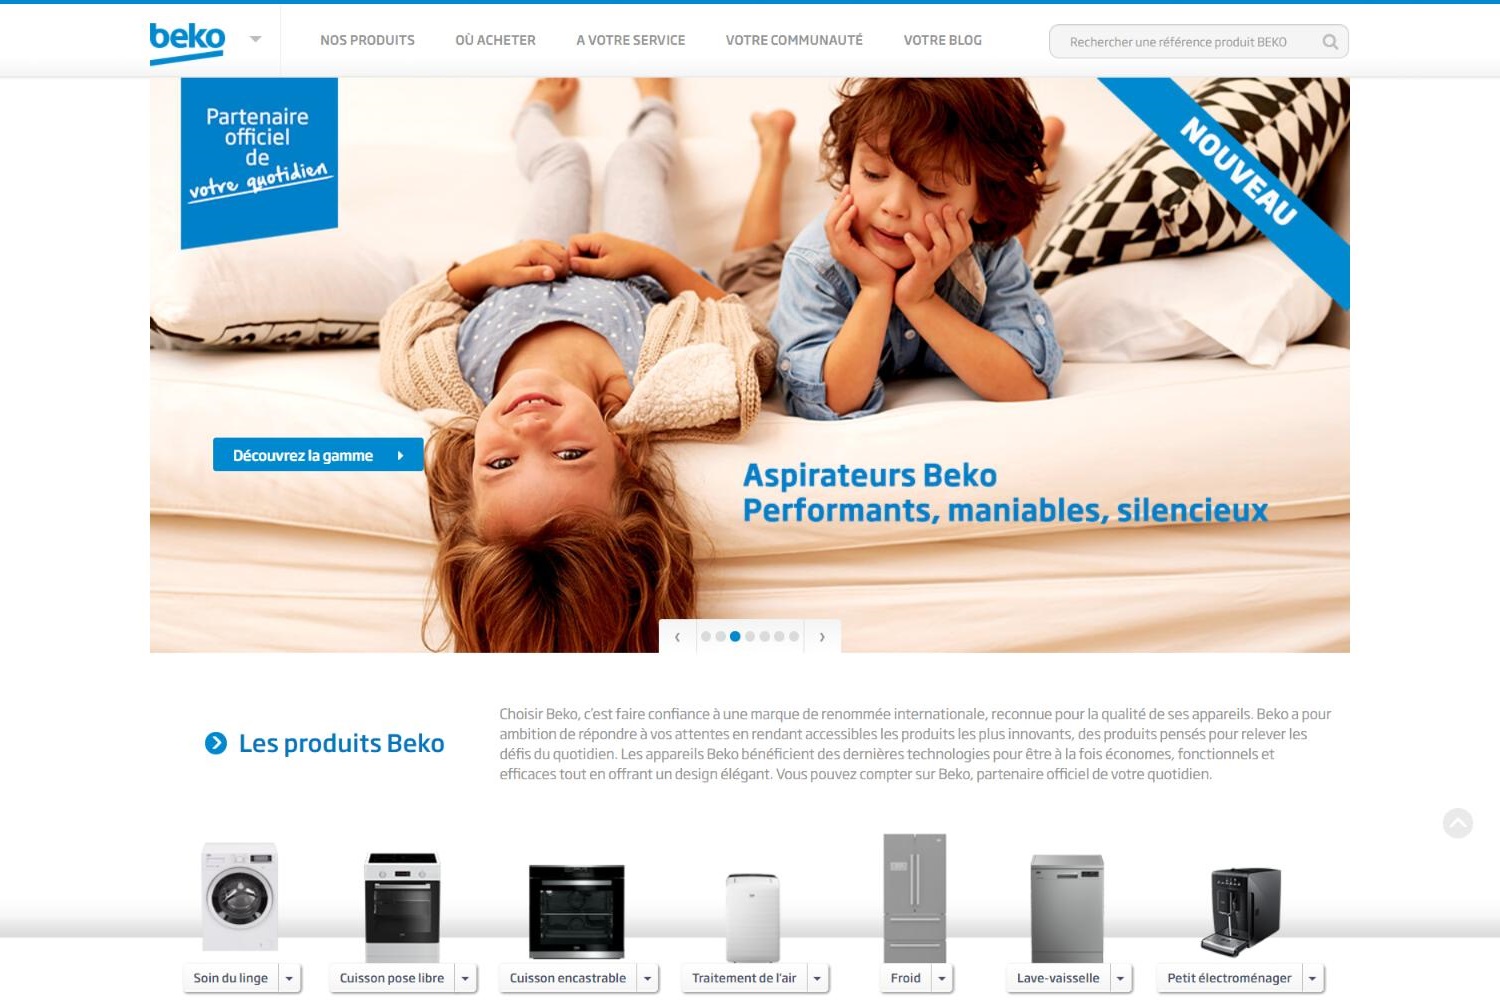 beko
NOS PRODUITS
OÙ ACHETER
A VOTRE SERVICE
VOTRE COMMUNAUTÉ
VOTRE BLOG
Rechercher une référence produit BEKO
Partenaire
officiel
de
votre quotidien
NOUVEAU
Découvrez la gamme
Aspirateurs Beko
Performants, maniables, silencieux
Les produits Beko
Choisir Beko, c'est faire confiance à une marque de renommée internationale, reconnue pour la qualité de ses appareils. Beko a pour
ambition de répondre à vos attentes en rendant accessibles les produits les plus innovants, des produits pensés pour relever les
défis du quotidien. Les appareils Beko bénéficient des dernières technologies pour être à la fois économes, fonctionnels et
efficaces tout en offrant un design élégant. Vous pouvez compter sur Beko, partenaire officiel de votre quotidien.
Soin du linge
Cuisson pose libre
Cuisson encastrable
Traitement de l'air
Froid
Lave-vaisselle
Petit électroménager